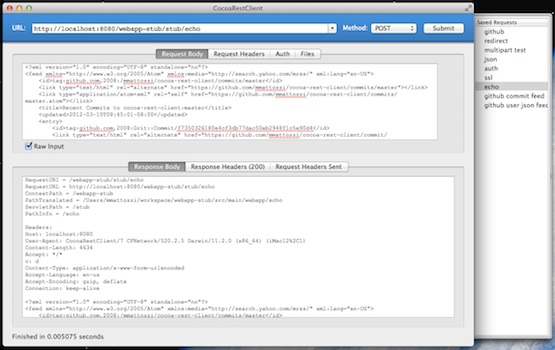 CocoaRestClient
URL: http://localhost:8080/webapp-stub/stub/echo Method: POST Submit
Request Body Request Headers Auth Files
<?xml version="1.0" encoding="UTF-8" standalone="no"?>
<feed xmlns="http://www.w3.org/2005/Atom" xmlns:media="http://search.yahoo.com/mrss/" xml:lang="en-US">
<id>tag:github.com,2008:/mmattozzi/cocoa-rest-client/commits/master</id>
<link type="text/html" rel="alternate" href="https://github.com/mmattozzi/cocoa-rest-client/commits/master"></link>
<link type="application/atom+xml" rel="self" href="https://github.com/mmattozzi/cocoa-rest-client/commits/
master.atom"></link>
<title>Recent Commits to cocoa-rest-client:master</title>
<updated>2012-03-10T09:45:01-08:00</updated>
<entry>
<link type="text/html" rel="alternate" href="https://github.com/mmattozzi/cocoa-rest-client/commit/
Raw Input
Response Body Response Headers (200) Request Headers Sent
RequestURI = /webapp-stub/stub/echo
RequestURL = http://localhost:8080/webapp-stub/stub/echo
ContextPath = /webapp-stub
PathTranslated = /Users/mmattozzi/workspace/webapp-stub/src/main/webapp/echo
ServletPath = /stub
PathInfo = /echo
Headers:
Host: localhost:8080
User-Agent: CocoaRestClient/7 CFNetwork/520.2.5 Darwin/11.2.0 (x86_64) (iMac12%2C1)
Content-Length: 4634
Accept: */*
c: d
Content-Type: application/x-www-form-urlencoded
Accept-Language: en-us
Accept-Encoding: gzip, deflate
Connection: keep-alive
<?xml version="1.0" encoding="UTF-8" standalone="no"?>
<feed xmlns="http://www.w3.org/2005/Atom" xmlns:media="http://search.yahoo.com/mrss/" xml:lang="en-US">
<id>tag:github.com,2008:/mmattozzi/cocoa-rest-client/commits/master</id>
Finished in 0.005075 seconds
Saved Requests
github
redirect
multipart test
json
auth
ssl
echo
github commit feed
github user json feed